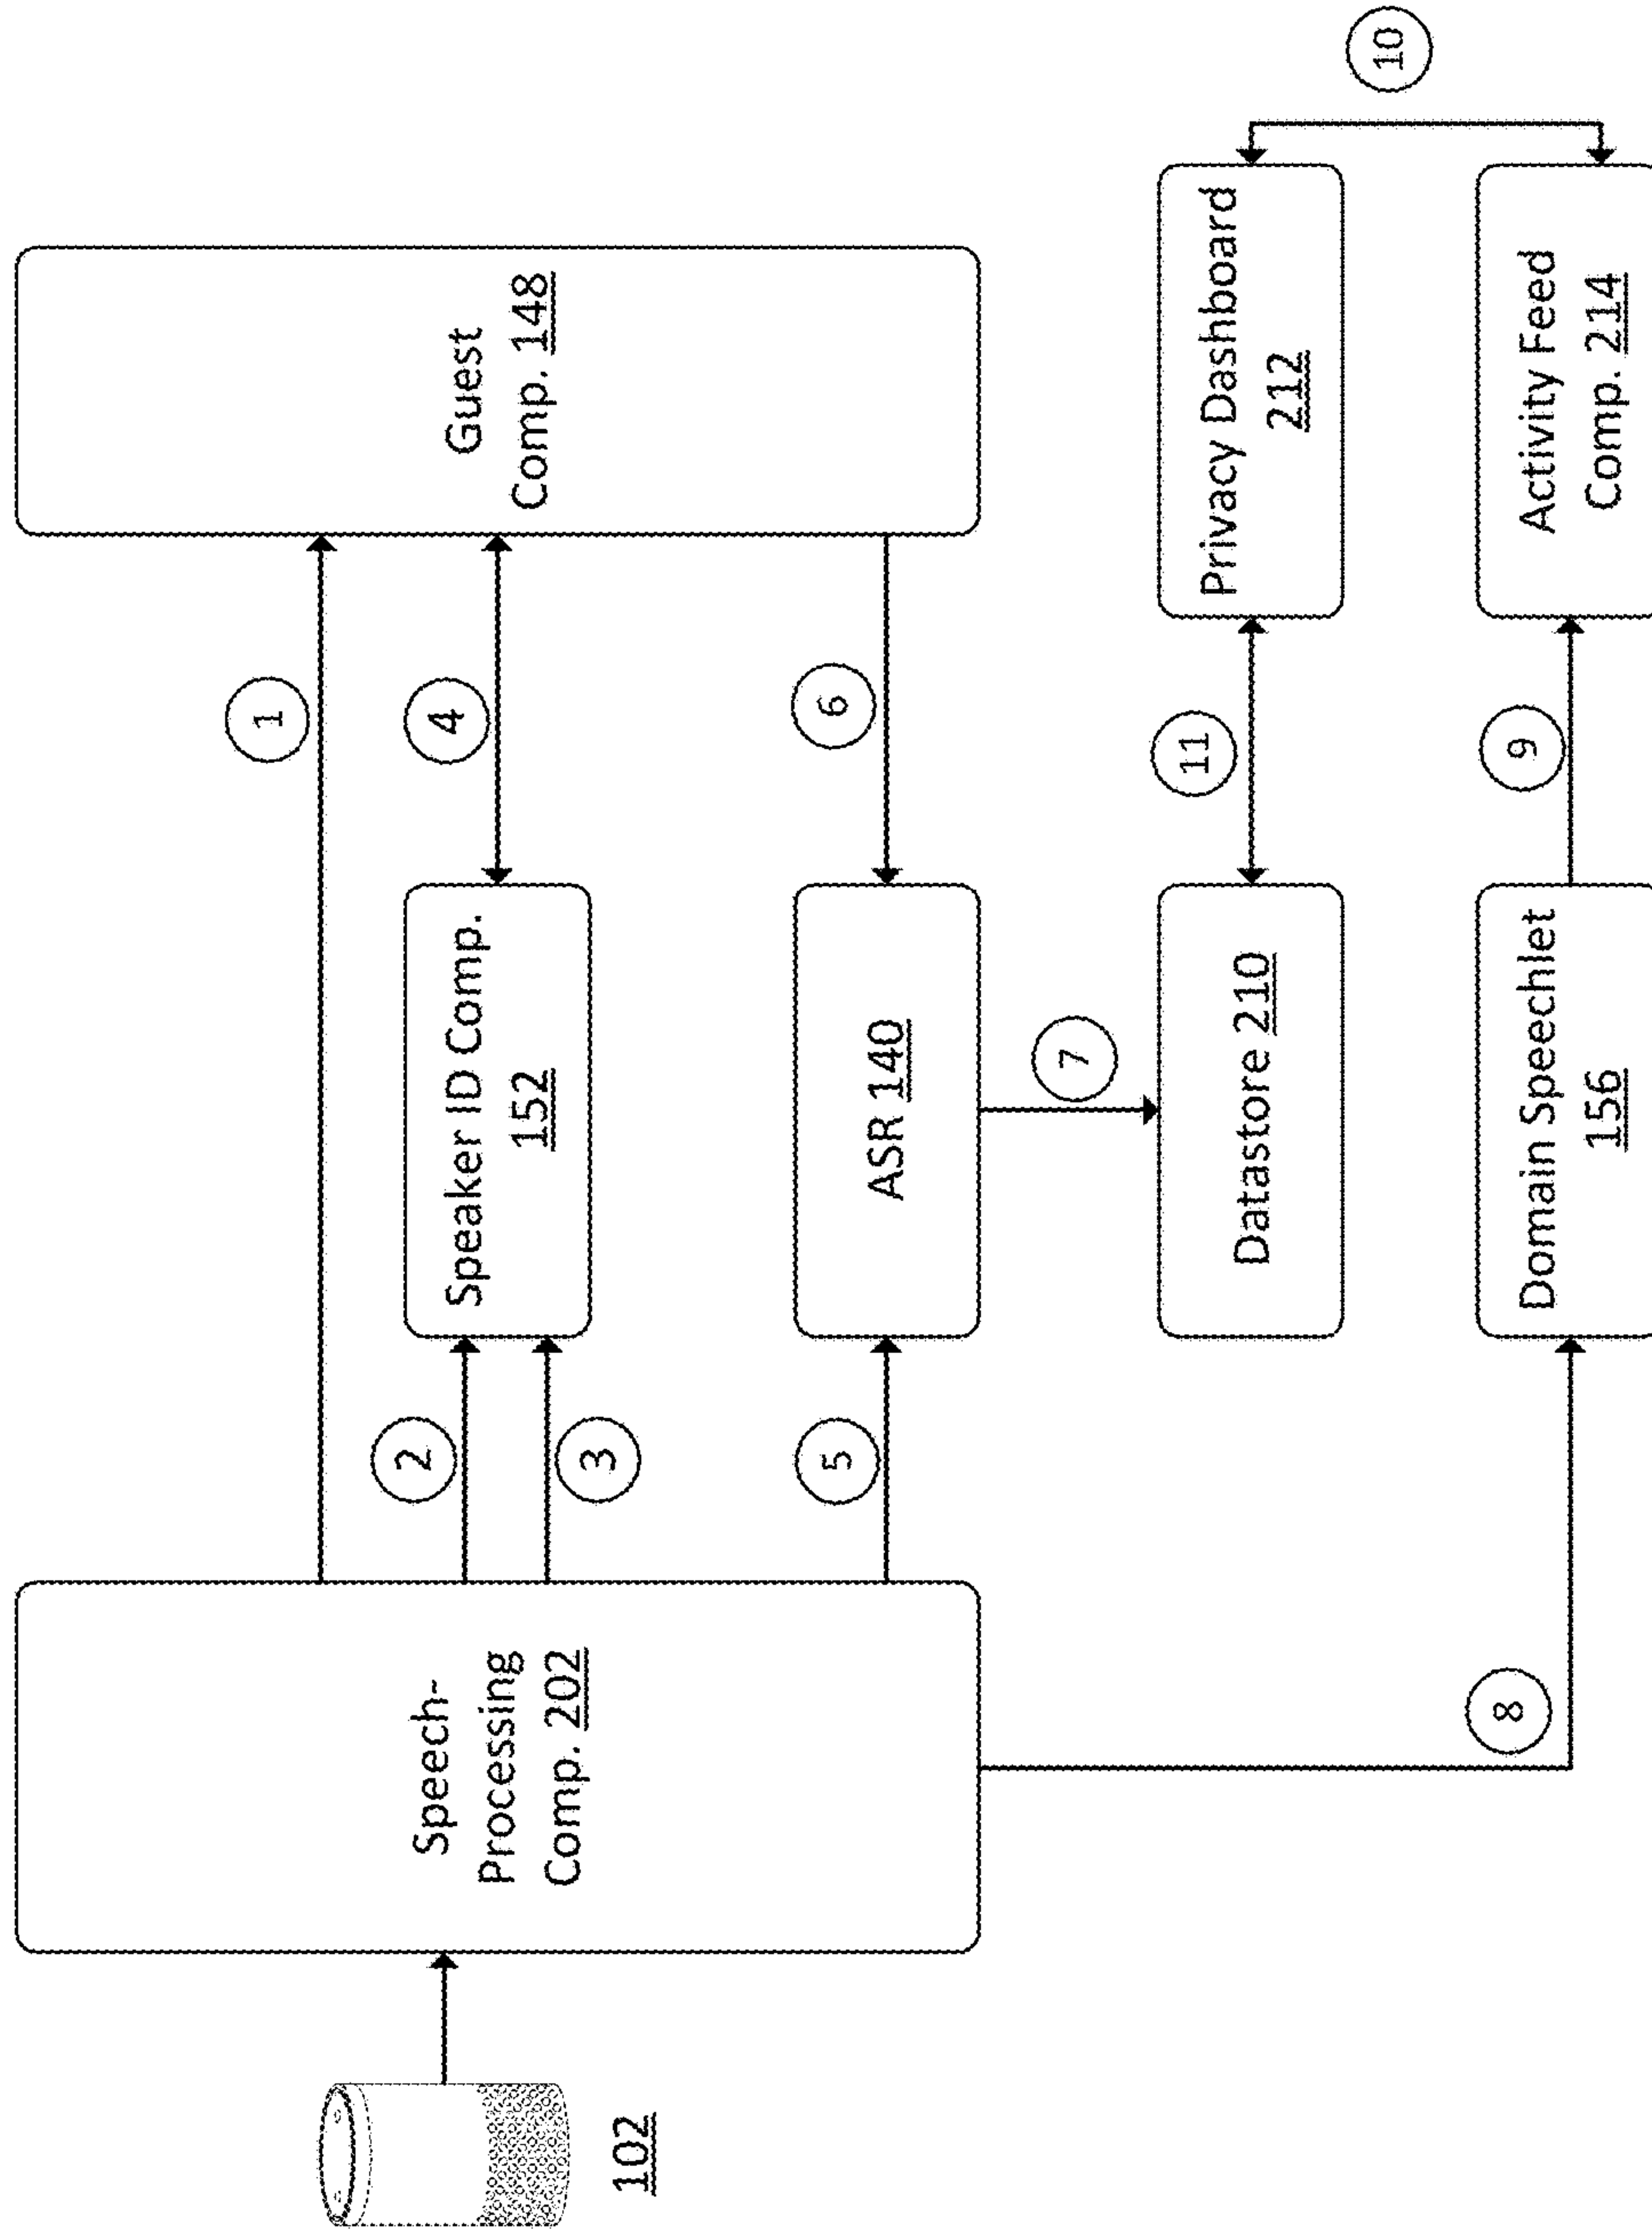 102
Speech-
Processing
Comp. 202
1
2
3
5
8
Speaker ID Comp.
152
ASR 140
7
Datastore 210
Domain Speechlet
156
4
6
11
9
Guest
Comp. 148
Privacy Dashboard
212
Activity Feed
Comp. 214
10